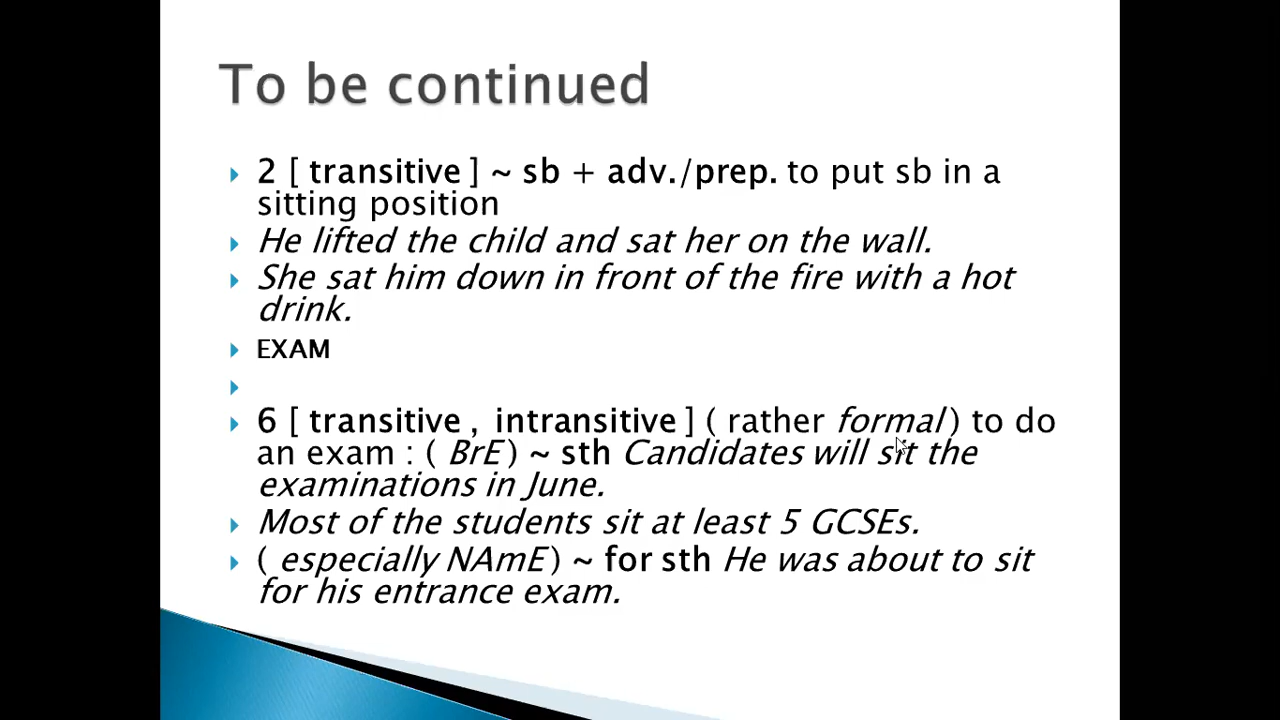 To be continued
2 [ transitive ] ~ sb + adv./prep. to put sb in a
sitting position
He lifted the child and sat her on the wall.
She sat him down in front of the fire with a hot
drink.
EXAM
6 [ transitive , intransitive ] ( rather formal ) to do
an exam : ( BrE ) ~ sth Candidates will sit the
examinations in June.
Most of the students sit at least 5 GCSEs.
( especially NAmE ) ~ for sth He was about to sit
for his entrance exam.